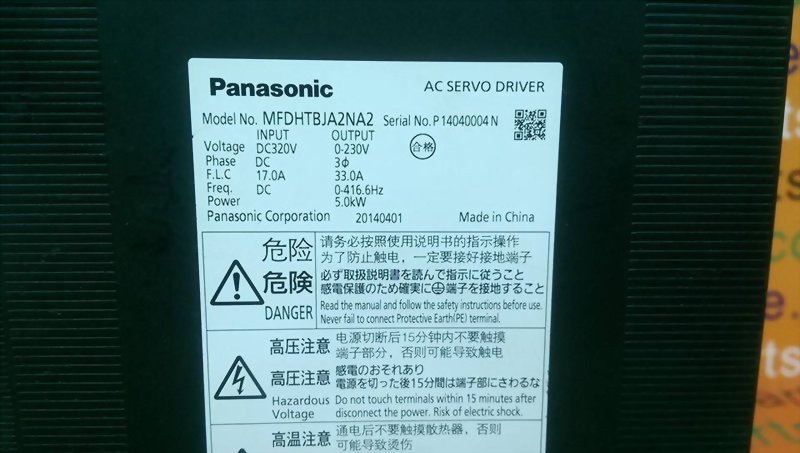 Panasonic AC SERVO DRIVER
Model No. MFDHTBJA2NA2 Serial No. P14040004N
INPUT OUTPUT
Voltage DC320V 0-230V 合格
Phase DC 3Φ
F.L.C 17.0A 33.0A
Freq. DC 0-416.6Hz
Power 5.0kW
Panasonic Corporation 20140401 Made in China
危险
请务必按照使用说明书的指示操作
为了防止触电，一定要接好接地端子
危険
必ず取扱説明書を読んで指示に従うこと
感電保護のため確実に端子を接地すること
DANGER
Read the manual and follow the safety instructions before use.
Never fail to connect Protective Earth(PE) terminal.
高压注意
电源切断后15分钟内不要触摸
端子部分，否则可能导致触电
高圧注意
感電のおそれあり
電源を切った後15分間は端子部にさわるな
Hazardous
Voltage
Do not touch terminals within 15 minutes after
disconnect the power. Risk of electric shock.
高温注意
通电后不要触摸散热器，否则
可能导致烫伤